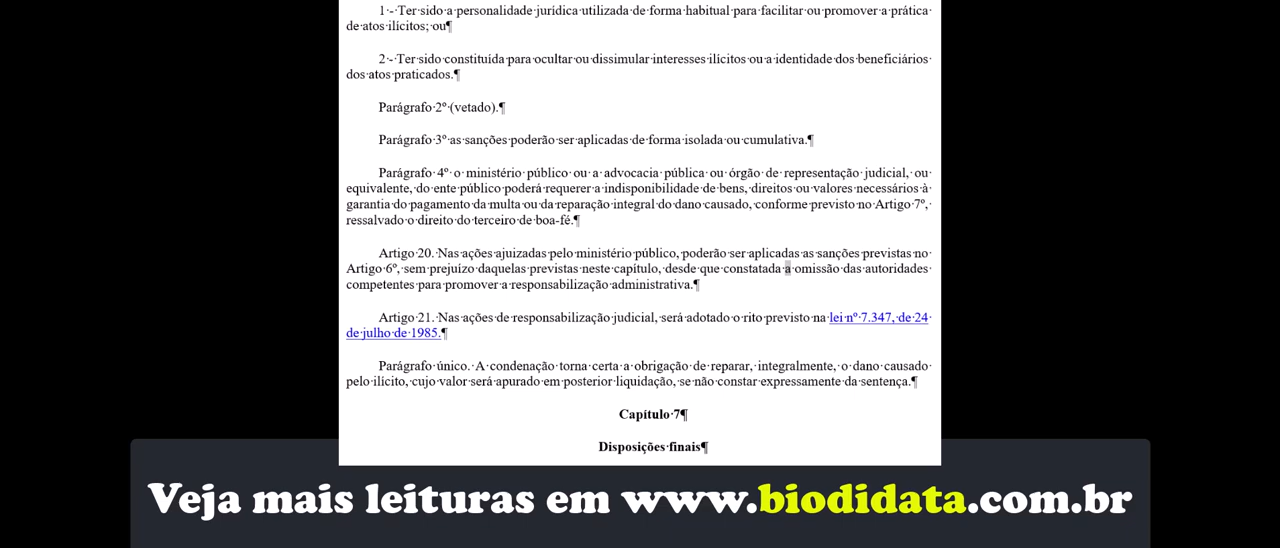 1 - Ter sido a personalidade jurídica utilizada de forma habitual para facilitar ou promover a prática
de atos ilícitos; ou¶
2 - Ter sido constituída para ocultar ou dissimular interesses ilícitos ou a identidade dos beneficiários
dos atos praticados.¶
Parágrafo 2º (vetado).¶
Parágrafo 3º as sanções poderão ser aplicadas de forma isolada ou cumulativa.¶
Parágrafo 4º o ministério público ou a advocacia pública ou órgão de representação judicial, ou
equivalente, do ente público poderá requerer a indisponibilidade de bens, direitos ou valores necessários à
garantia do pagamento da multa ou da reparação integral do dano causado, conforme previsto no Artigo 7º,
ressalvado o direito do terceiro de boa-fé.¶
Artigo 20. Nas ações ajuizadas pelo ministério público, poderão ser aplicadas as sanções previstas no
Artigo 6º, sem prejuízo daquelas previstas neste capítulo, desde que constatada a omissão das autoridades
competentes para promover a responsabilização administrativa.¶
Artigo 21. Nas ações de responsabilização judicial, será adotado o rito previsto na lei nº 7.347, de 24
de julho de 1985.¶
Parágrafo único. A condenação torna certa a obrigação de reparar, integralmente, o dano causado
pelo ilícito, cujo valor será apurado em posterior liquidação, se não constar expressamente da sentença.¶
Capítulo 7¶
Disposições finais¶
Veja mais leituras em www.biodidata.com.br